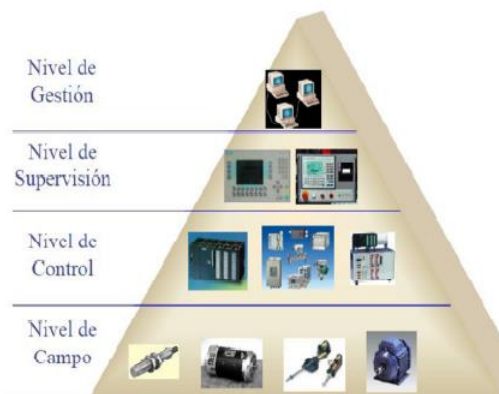 Nivel de
Gestión
Nivel de
Supervisión
Nivel de
Control
Nivel de
Campo